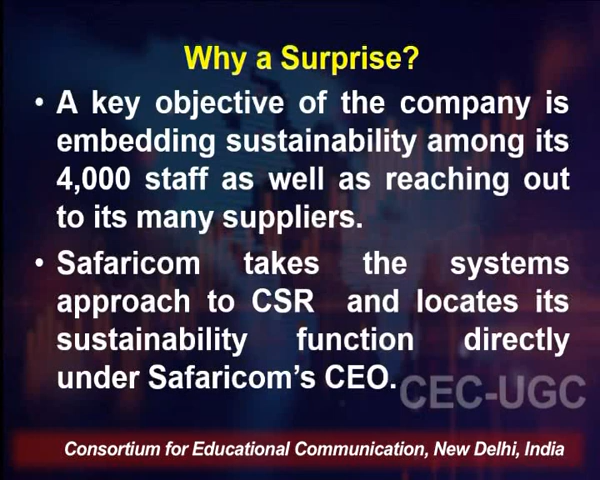 Why a Surprise?
• A key objective of the company is
embedding sustainability among its
4,000 staff as well as reaching out
to its many suppliers.
• Safaricom takes the systems
approach to CSR and locates its
sustainability function directly
under Safaricom's CEO.
CEC-UGC
Consortium for Educational Communication, New Delhi, India